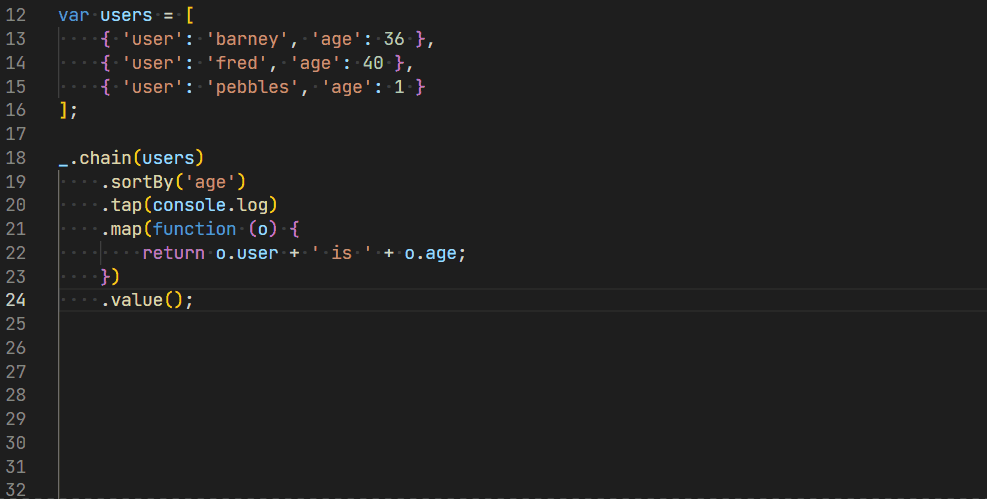 12 var users = [
13     { 'user': 'barney', 'age': 36 },
14     { 'user': 'fred', 'age': 40 },
15     { 'user': 'pebbles', 'age': 1 }
16 ];
17
18 _.chain(users)
19     .sortBy('age')
20     .tap(console.log)
21     .map(function (o) {
22         return o.user + ' is ' + o.age;
23     })
24     .value();
25
26
27
28
29
30
31
32